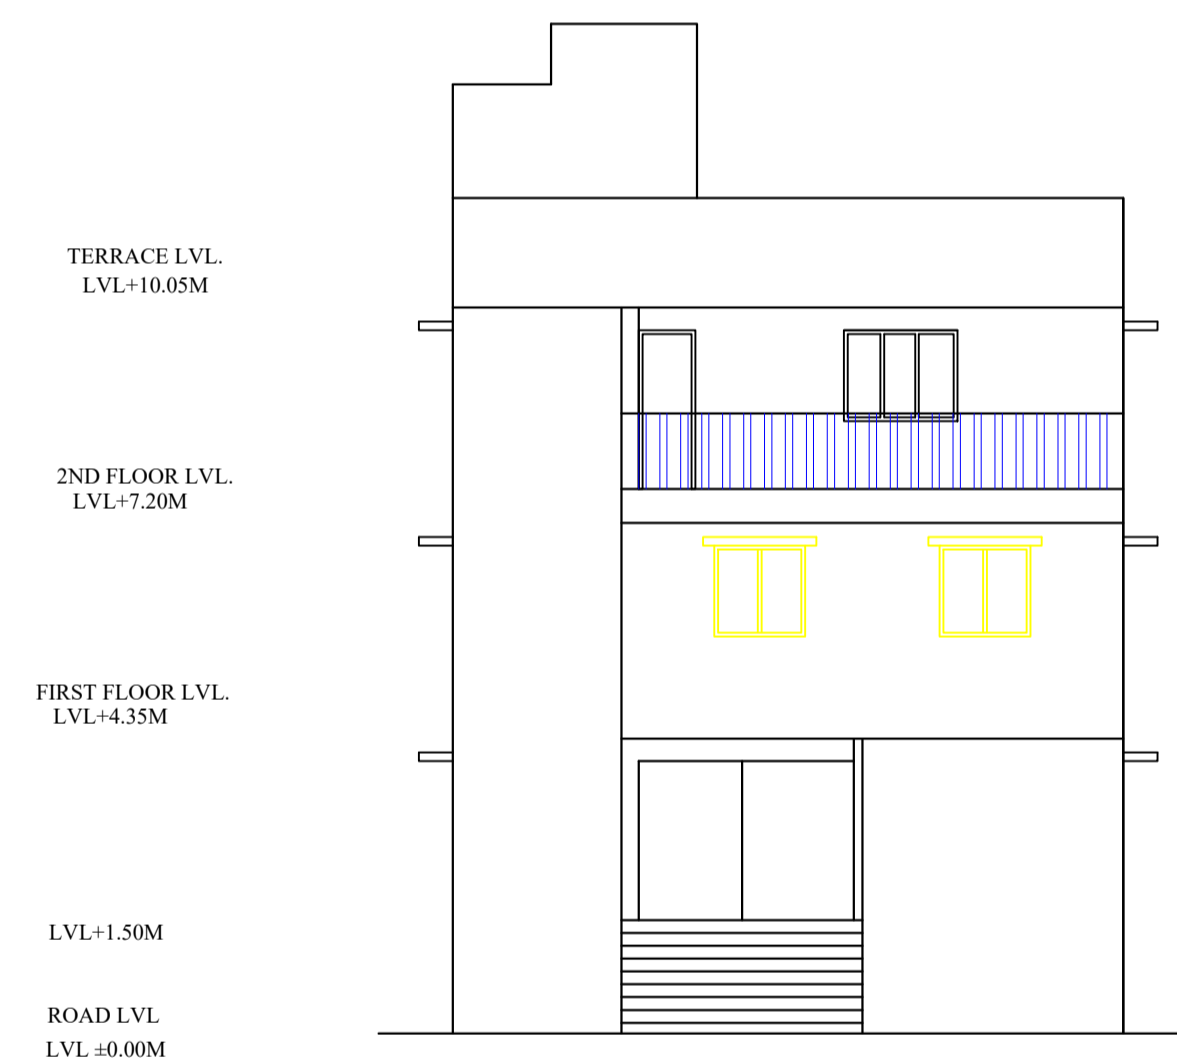 TERRACE LVL.
LVL+10.05M
2ND FLOOR LVL.
LVL+7.20M
FIRST FLOOR LVL.
LVL+4.35M
LVL+1.50M
ROAD LVL
LVL ±0.00M